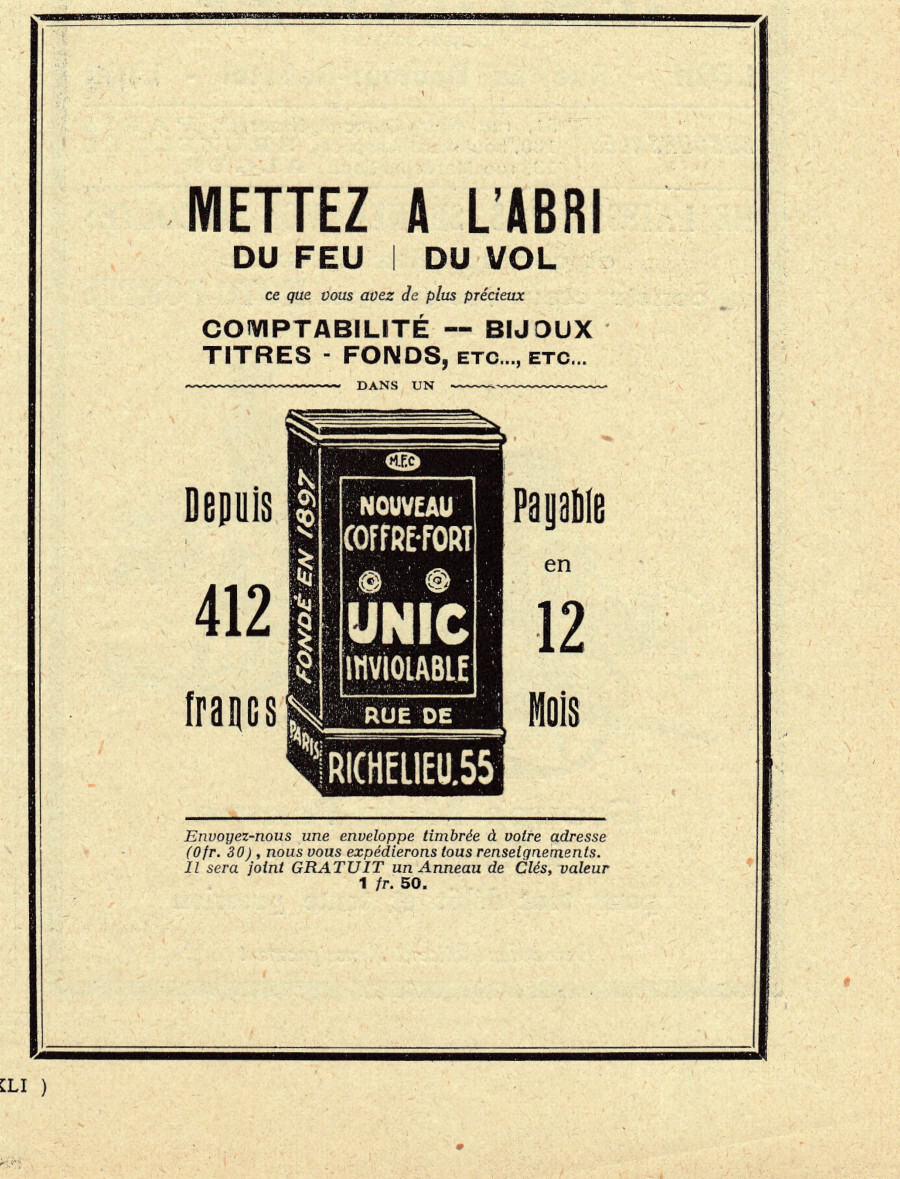 METTEZ A L'ABRI
DU FEU | DU VOL
ce que vous avez de plus précieux
COMPTABILITÉ -- BIJOUX
TITRES - FONDS, ETC..., ETC...
DANS UN
Depuis
412
francs
M.F.C
NOUVEAU
COFFRE-FORT
UNIC
INVIOLABLE
RUE DE
RICHELIEU.55
FONDÉ EN 1897
PARIS
Payable
en
12
Mois
Envoyez-nous une enveloppe timbrée à votre adresse
(0fr. 30), nous vous expédierons tous renseignements.
Il sera joint GRATUIT un Anneau de Clés, valeur
1 fr. 50.
XLI )